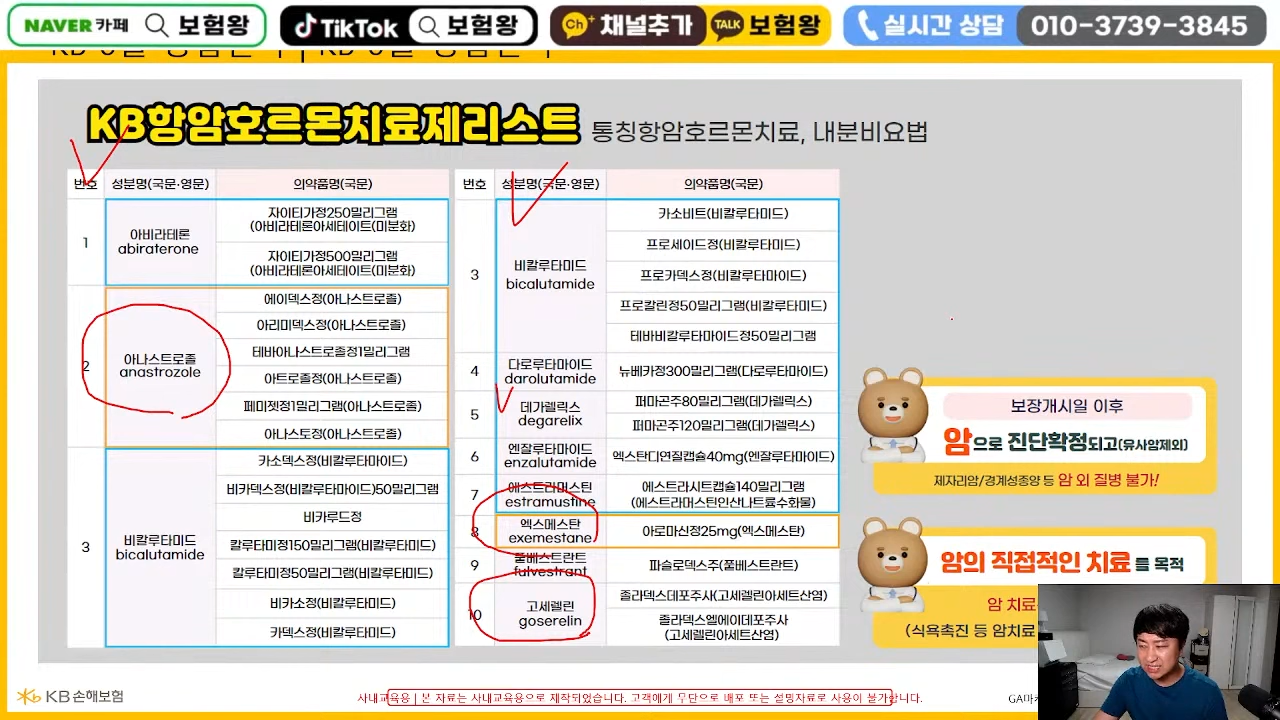 NAVER 카페 보험왕 TikTok 보험왕 Ch+ 채널추가 TALK 보험왕 실시간 상담 010-3739-3845
KB항암호르몬치료제리스트 통칭항암호르몬치료, 내분비요법
번호 성분명(국문·영문) 의약품명(국문)
1 아비라테론 abiraterone
자이티가정250밀리그램
(아비라테론아세테이트(미분화)
자이티가정500밀리그램
(아비라테론아세테이트(미분화)
2 아나스트로졸 anastrozole
에이덱스정(아나스트로졸)
아리미덱스정(아나스트로졸)
테바아나스트로졸정1밀리그램
아트로졸정(아나스트로졸)
페미젯정1밀리그램(아나스트로졸)
아나스토정(아나스트로졸)
3 비칼루타미드 bicalutamide
카소덱스정(비칼루타마이드)
비카덱스정(비칼루타마이드)50밀리그램
비카루드정
칼루타미정150밀리그램(비칼루타미드)
칼루타미정50밀리그램(비칼루타미드)
비카소정(비칼루타미드)
카덱스정(비칼루타미드)
번호 성분명(국문·영문) 의약품명(국문)
3 비칼루타미드 bicalutamide
카소비트(비칼루타미드)
프로세이드정(비칼루타미드)
프로카덱스정(비칼루타마이드)
프로칼린정50밀리그램(비칼루타미드)
테바비칼루타마이드정50밀리그램
4 다로루타마이드 darolutamide
뉴베카정300밀리그램(다로루타마이드)
5 데가렐릭스 degarelix
퍼마곤주80밀리그램(데가렐릭스)
퍼마곤주120밀리그램(데가렐릭스)
6 엔잘루타마이드 enzalutamide
엑스탄디연질캡슐40mg(엔잘루타마이드)
7 에스트라머스틴 estramustine
에스트라시트캡슐140밀리그램
(에스트라머스틴인산나트륨수화물)
8 엑스메스탄 exemestane
아로마신정25mg(엑스메스탄)
9 풀베스트란트 fulvestrant
파슬로덱스주(풀베스트란트)
10 고세렐린 goserelin
졸라덱스데포주사(고세렐린아세트산염)
졸라덱스엘에이데포주사
(고세렐린아세트산염)
보장개시일 이후
암으로 진단확정되고(유사암제외)
제자리암/경계성종양 등 암 외 질병 불가!
암의 직접적인 치료를 목적
암 치료
(식욕촉진 등 암치료
KB손해보험
사내교육용 | 본 자료는 사내교육용으로 제작되었습니다. 고객에게 무단으로 배포 또는 설명자료로 사용이 불가합니다.